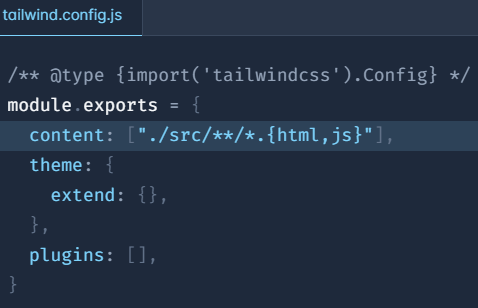 tailwind.config.js
/** @type {import('tailwindcss').Config} */
module.exports = {
  content: ["./src/**/*.{html,js}"],
  theme: {
    extend: {},
  },
  plugins: [],
}